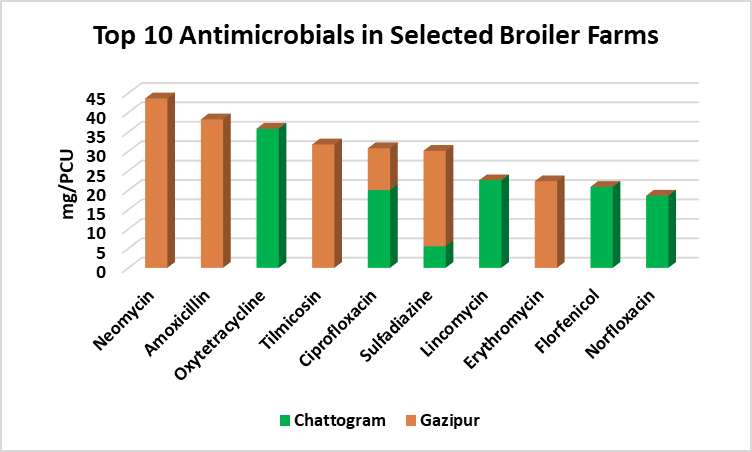 Top 10 Antimicrobials in Selected Broiler Farms
mg/PCU
45
40
35
30
25
20
15
10
5
0
Neomycin
Amoxicillin
Oxytetracycline
Tilmicosin
Ciprofloxacin
Sulfadiazine
Lincomycin
Erythromycin
Florfenicol
Norfloxacin
Chattogram Gazipur